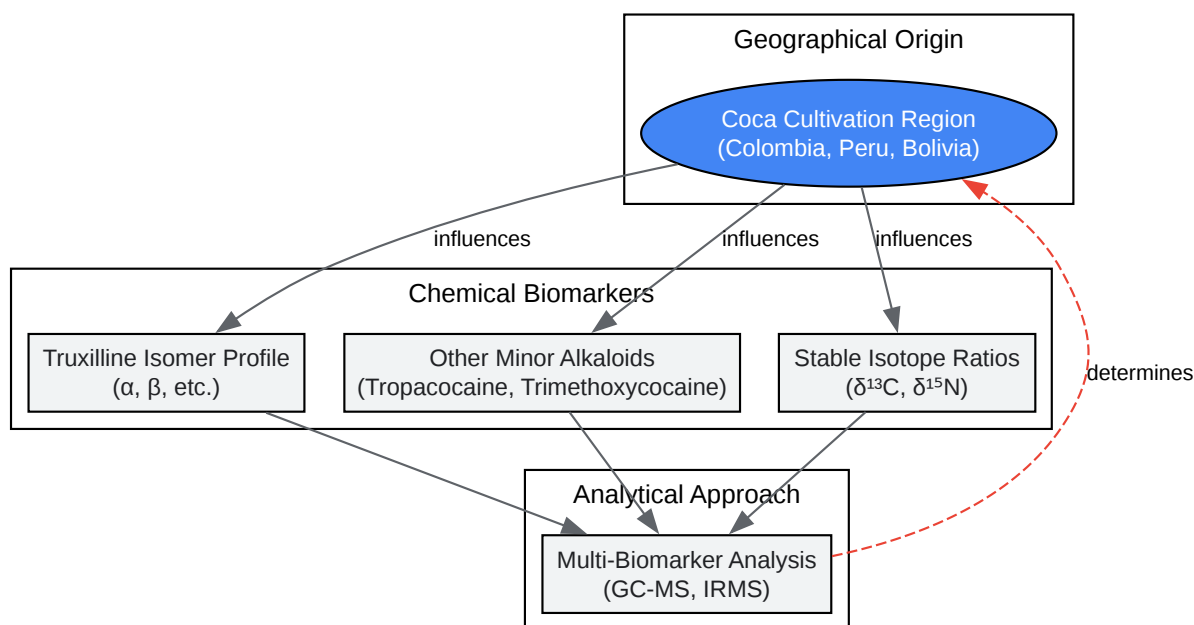 Geographical Origin
Coca Cultivation Region
(Colombia, Peru, Bolivia)
influences
influences
influences
Chemical Biomarkers
Truxilline Isomer Profile
(α, β, etc.)
Other Minor Alkaloids
(Tropacocaine, Trimethoxycocaine)
Stable Isotope Ratios
(δ¹³C, δ¹⁵N)
determines
Analytical Approach
Multi-Biomarker Analysis
(GC-MS, IRMS)